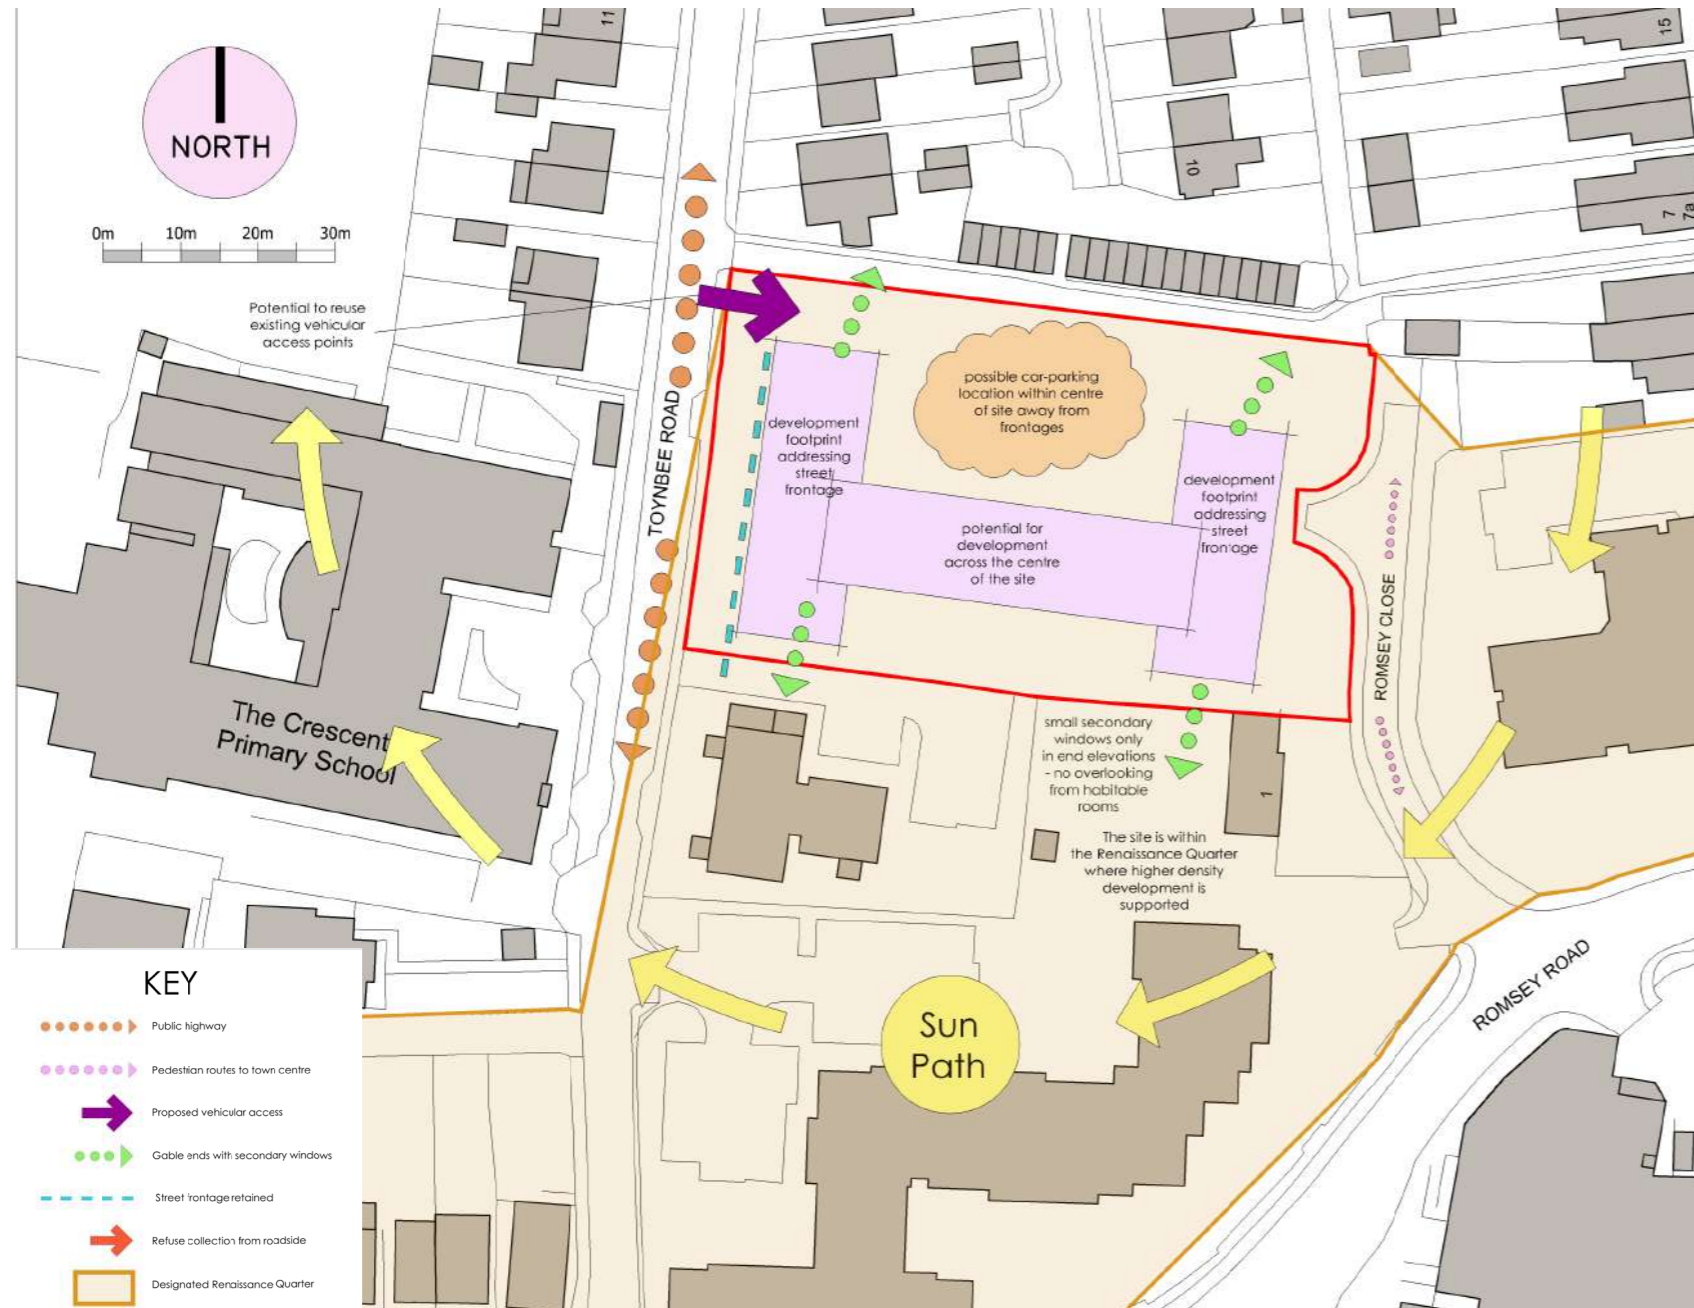 11
15
NORTH
10
7
7a
0m 10m 20m 30m
Potential to reuse
existing vehicular
access points
possible car-parking
location within centre
of site away from
frontages
development
footprint
addressing
street
frontage
TOYNBEE ROAD
development
footprint
addressing
street
frontage
potential for
development
across the centre
of the site
ROMSEY CLOSE
The Crescent
Primary School
small secondary
windows only
in end elevations
- no overlooking
from habitable
rooms
1
The site is within
the Renaissance Quarter
where higher density
development is
supported
ROMSEY ROAD
Sun
Path
KEY
Public highway
Pedestrian routes to town centre
Proposed vehicular access
Gable ends with secondary windows
Street frontage retained
Refuse collection from roadside
Designated Renaissance Quarter